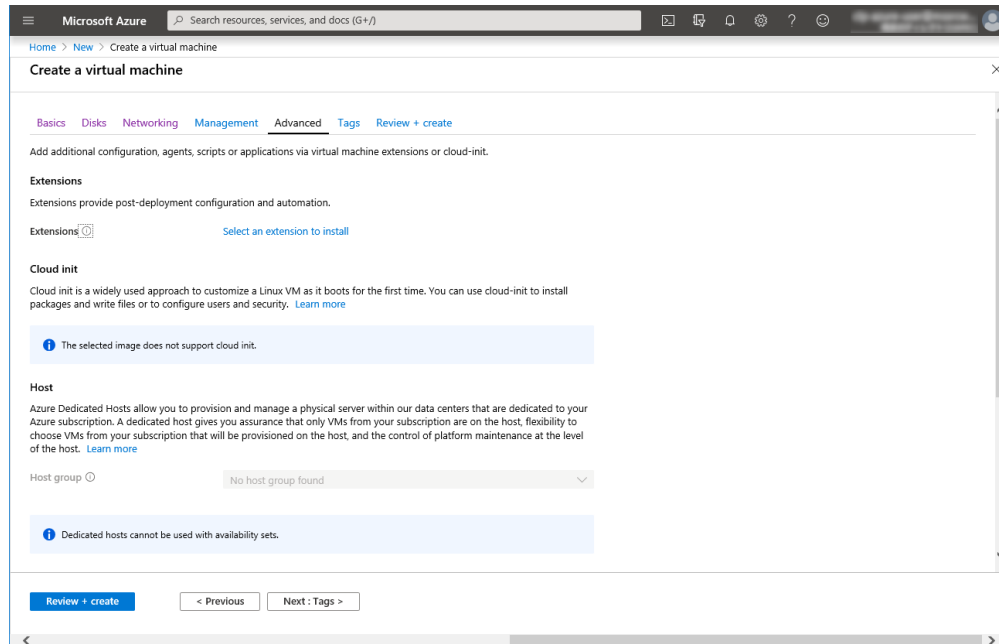 Microsoft Azure
Search resources, services, and docs (G+/)
Home > New > Create a virtual machine
Create a virtual machine
Basics Disks Networking Management Advanced Tags Review + create
Add additional configuration, agents, scripts or applications via virtual machine extensions or cloud-init.
Extensions
Extensions provide post-deployment configuration and automation.
Extensions Select an extension to install
Cloud init
Cloud init is a widely used approach to customize a Linux VM as it boots for the first time. You can use cloud-init to install
packages and write files or to configure users and security. Learn more
The selected image does not support cloud init.
Host
Azure Dedicated Hosts allow you to provision and manage a physical server within our data centers that are dedicated to your
Azure subscription. A dedicated host gives you assurance that only VMs from your subscription are on the host, flexibility to
choose VMs from your subscription that will be provisioned on the host, and the control of platform maintenance at the level
of the host. Learn more
Host group No host group found
Dedicated hosts cannot be used with availability sets.
Review + create < Previous Next : Tags >